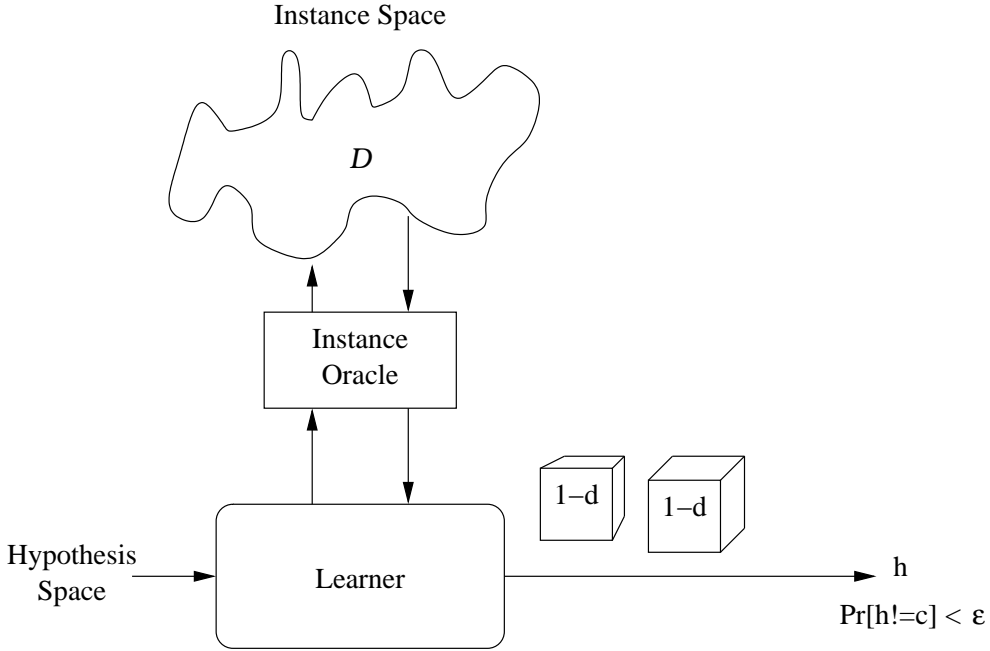 Instance Space
D
Instance
Oracle
1−d
1−d
Hypothesis
Space
Learner
h
Pr[h!=c] < ε